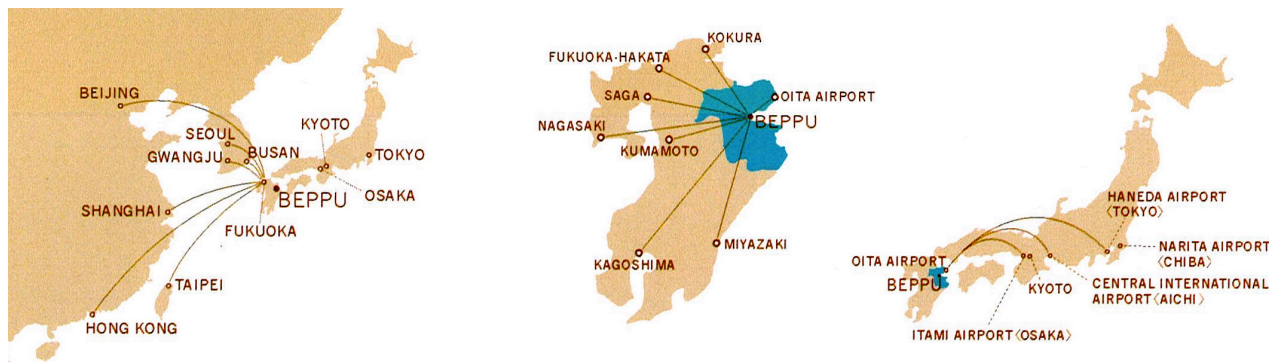 BEIJING
SEOUL
GWANGJU
BUSAN
KYOTO
TOKYO
OSAKA
BEPPU
SHANGHAI
FUKUOKA
TAIPEI
HONG KONG
KOKURA
FUKUOKA-HAKATA
SAGA
OITA AIRPORT
BEPPU
NAGASAKI
KUMAMOTO
MIYAZAKI
KAGOSHIMA
HANEDA AIRPORT
〈TOKYO〉
NARITA AIRPORT
〈CHIBA〉
OITA AIRPORT
BEPPU
KYOTO
CENTRAL INTERNATIONAL
AIRPORT〈AICHI〉
ITAMI AIRPORT〈OSAKA〉